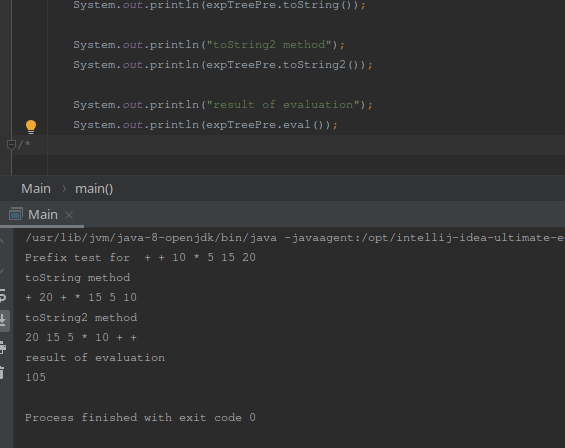 System.out.println(expTreePre.toString());
System.out.println("toString2 method");
System.out.println(expTreePre.toString2());
System.out.println("result of evaluation");
System.out.println(expTreePre.eval());
/*
Main › main()
Main ×
/usr/lib/jvm/java-8-openjdk/bin/java -javaagent:/opt/intellij-idea-ultimate-e
Prefix test for  + + 10 * 5 15 20
toString method
+ 20 + * 15 5 10
toString2 method
20 15 5 * 10 + +
result of evaluation
105
Process finished with exit code 0